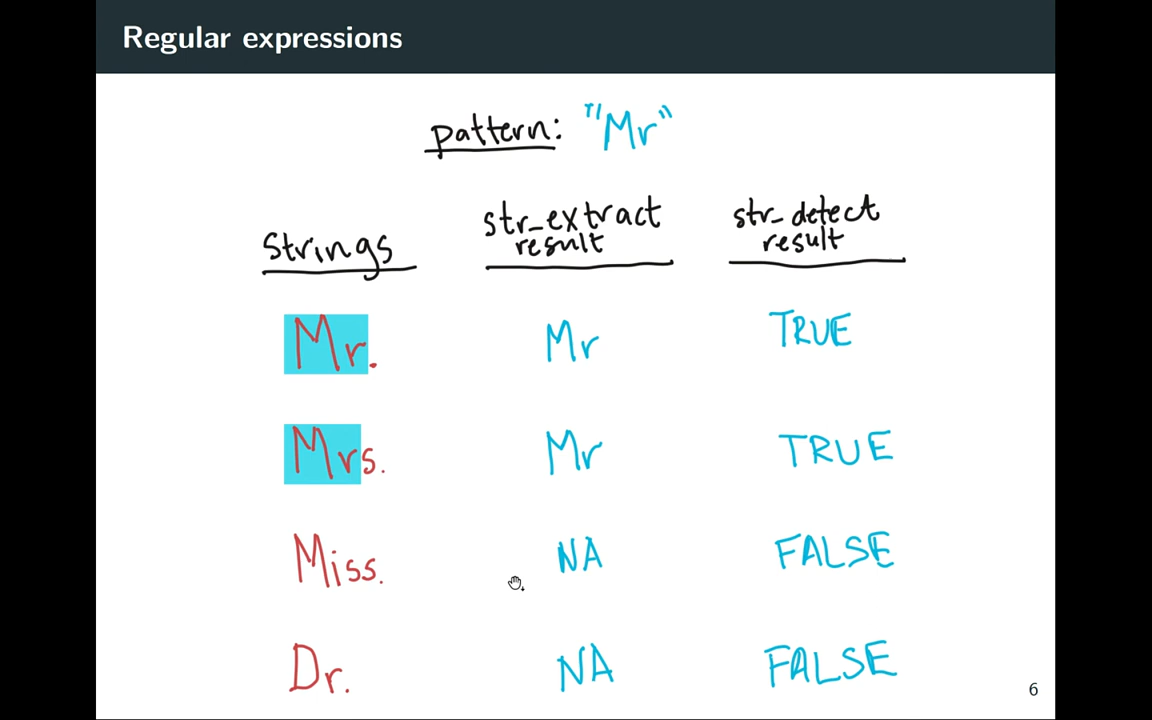 Regular expressions
pattern: "Mr"
strings str_extract result str_detect result
Mr. Mr TRUE
Mrs. Mr TRUE
Miss. NA FALSE
Dr. NA FALSE
6